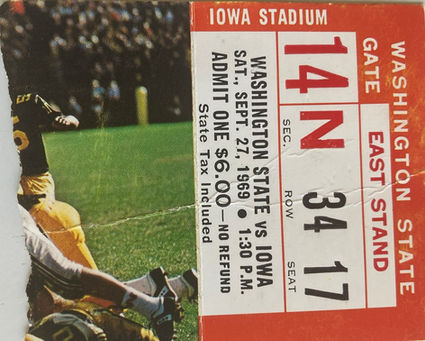 IOWA STADIUM
WASHINGTON STATE
GATE EAST STAND
14 N 34 17
SEC. ROW SEAT
WASHINGTON STATE vs IOWA
SAT., SEPT. 27, 1969 • 1:30 P.M.
ADMIT ONE $6.00—NO REFUND
State Tax Included